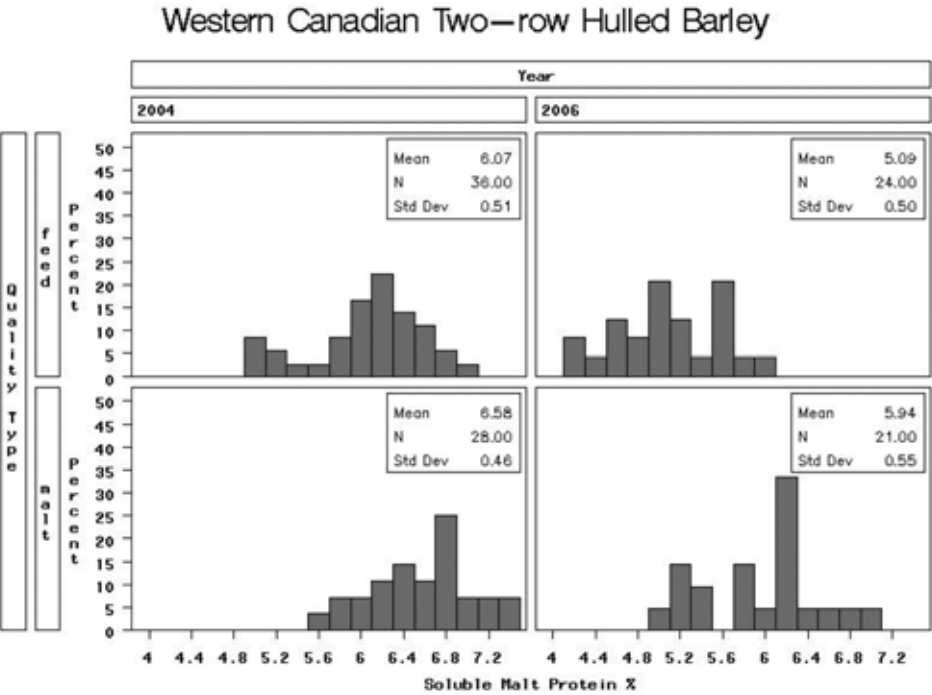 Western Canadian Two-row Hulled Barley
Year
2004 2006
Quality Type
feed
Percent
50
45
40
35
30
25
20
15
10
5
0
Mean 6.07
N 36.00
Std Dev 0.51
Mean 5.09
N 24.00
Std Dev 0.50
malt
Percent
50
45
40
35
30
25
20
15
10
5
0
Mean 6.58
N 28.00
Std Dev 0.46
Mean 5.94
N 21.00
Std Dev 0.55
4 4.4 4.8 5.2 5.6 6 6.4 6.8 7.2 4 4.4 4.8 5.2 5.6 6 6.4 6.8 7.2
Soluble Malt Protein %